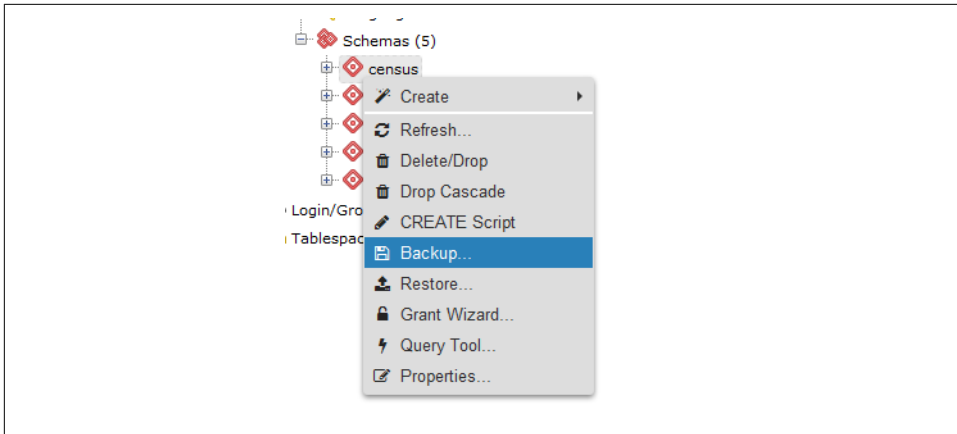 Schemas (5)
census
Create
Refresh...
Delete/Drop
Drop Cascade
CREATE Script
Login/Gro
Tablespac
Backup...
Restore...
Grant Wizard...
Query Tool...
Properties...